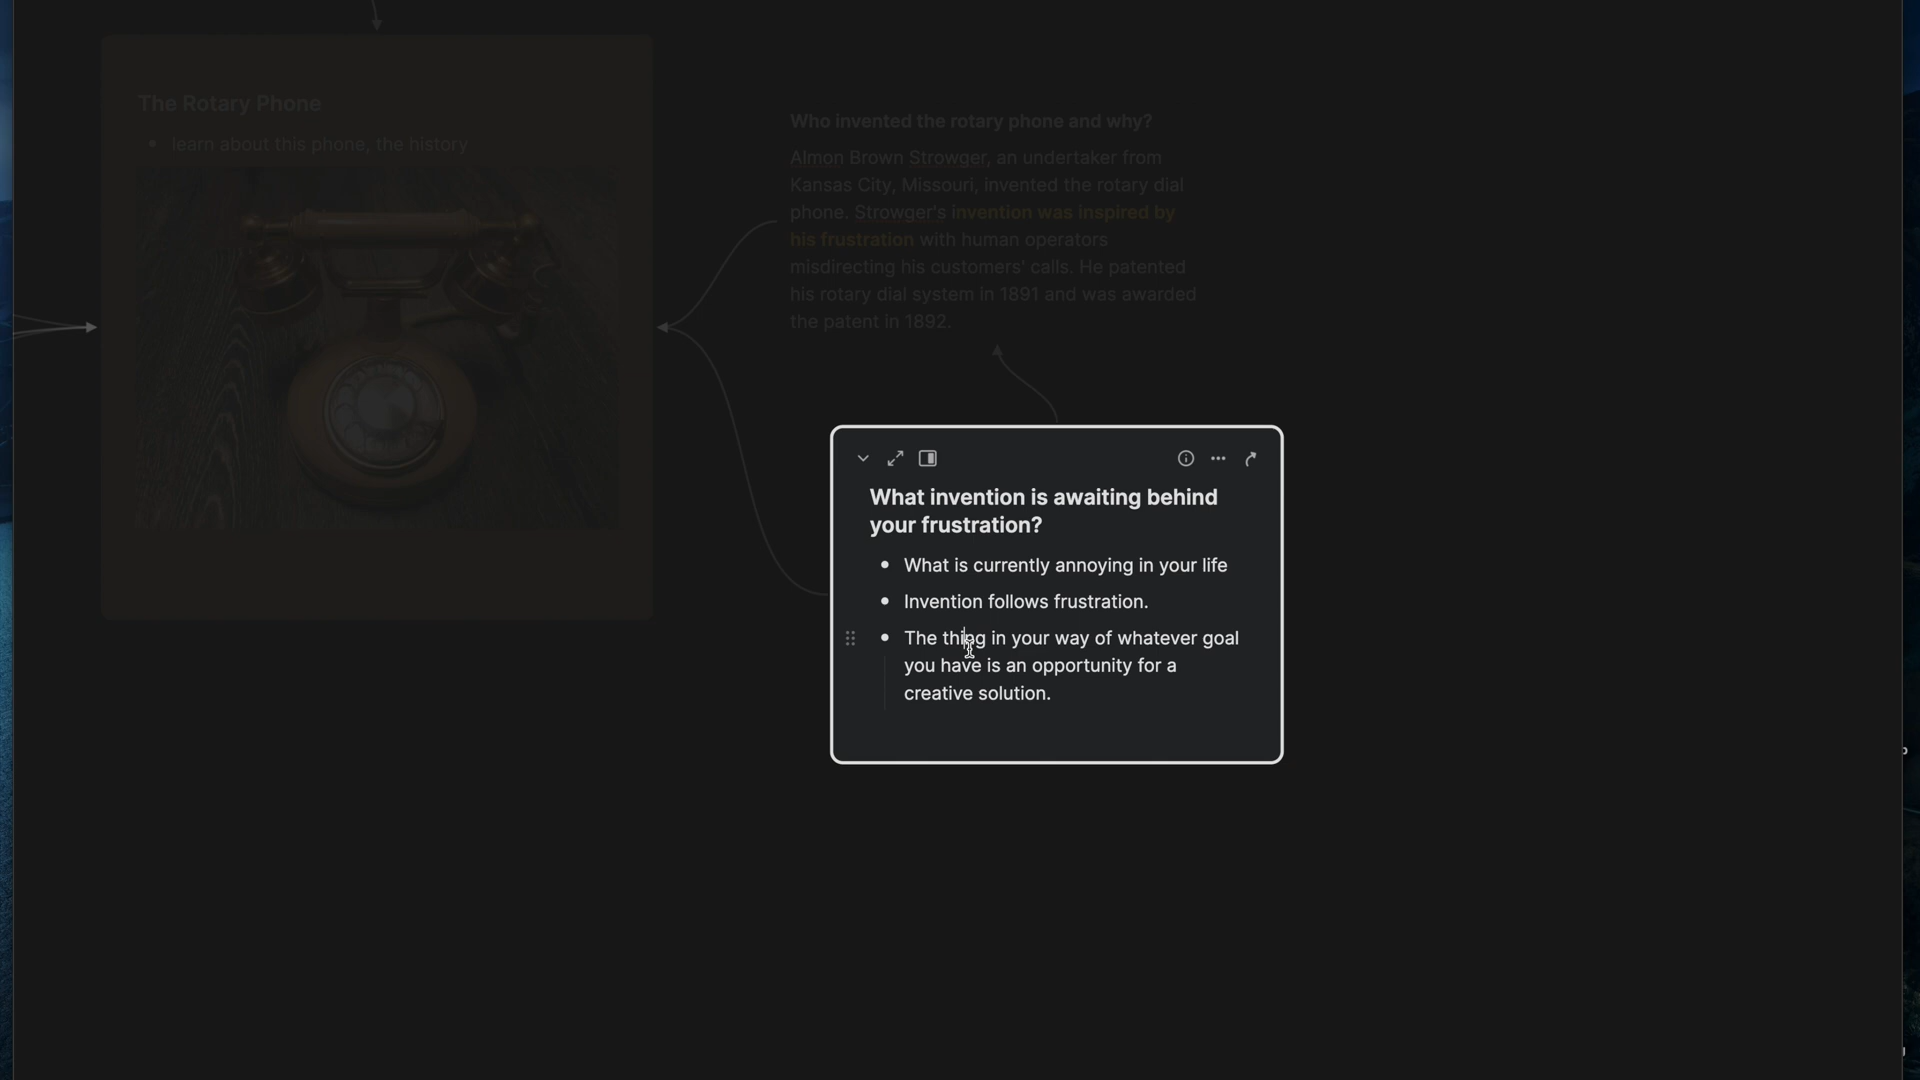 The Rotary Phone
learn about this phone, the history
Who invented the rotary phone and why?
Almon Brown Strowger, an undertaker from
Kansas City, Missouri, invented the rotary dial
phone. Strowger's invention was inspired by
his frustration with human operators
misdirecting his customers' calls. He patented
his rotary dial system in 1891 and was awarded
the patent in 1892.
What invention is awaiting behind
your frustration?
What is currently annoying in your life
Invention follows frustration.
The thing in your way of whatever goal
you have is an opportunity for a
creative solution.